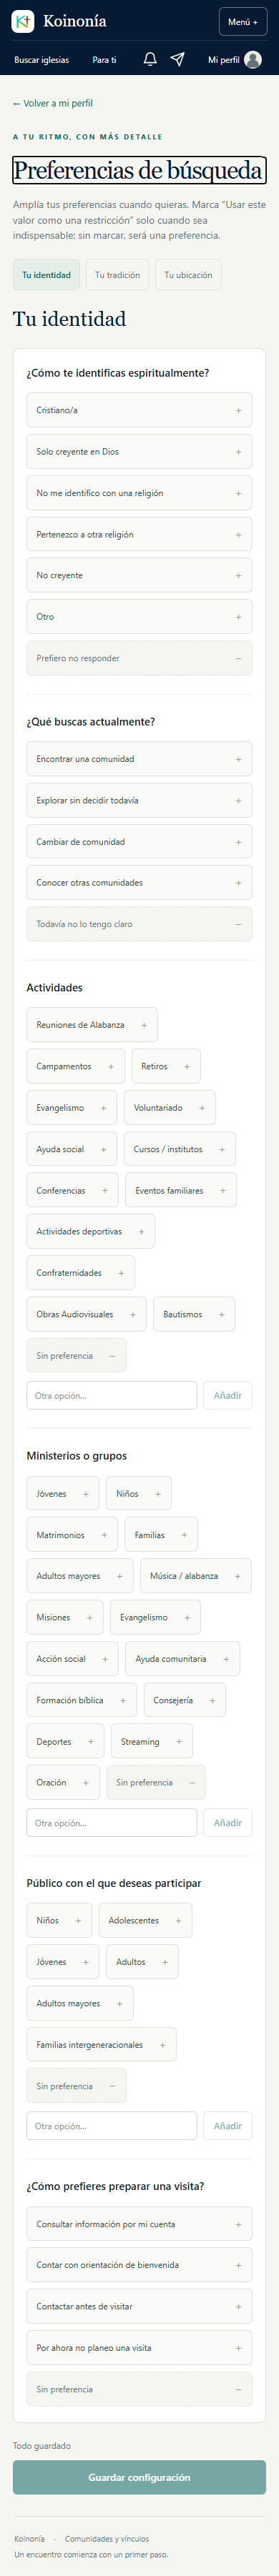 Koinonía
Menú +
Buscar iglesias Para ti Mi perfil
← Volver a mi perfil
A TU RITMO, CON MÁS DETALLE
Preferencias de búsqueda
Amplía tus preferencias cuando quieras. Marca “Usar este
valor como una restricción” solo cuando sea
indispensable; sin marcar, será una preferencia.
Tu identidad Tu tradición Tu ubicación
Tu identidad
¿Cómo te identificas espiritualmente?
Cristiano/a +
Solo creyente en Dios +
No me identifico con una religión +
Pertenezco a otra religión +
No creyente +
Otro +
Prefiero no responder −
¿Qué buscas actualmente?
Encontrar una comunidad +
Explorar sin decidir todavía +
Cambiar de comunidad +
Conocer otras comunidades +
Todavía no lo tengo claro −
Actividades
Reuniones de Alabanza +
Campamentos + Retiros +
Evangelismo + Voluntariado +
Ayuda social + Cursos / institutos +
Conferencias + Eventos familiares +
Actividades deportivas +
Confraternidades +
Obras Audiovisuales + Bautismos +
Sin preferencia −
Otra opción... Añadir
Ministerios o grupos
Jóvenes + Niños +
Matrimonios + Familias +
Adultos mayores + Música / alabanza +
Misiones + Evangelismo +
Acción social + Ayuda comunitaria +
Formación bíblica + Consejería +
Deportes + Streaming +
Oración + Sin preferencia −
Otra opción... Añadir
Público con el que deseas participar
Niños + Adolescentes +
Jóvenes + Adultos +
Adultos mayores +
Familias intergeneracionales +
Sin preferencia −
Otra opción... Añadir
¿Cómo prefieres preparar una visita?
Consultar información por mi cuenta +
Contar con orientación de bienvenida +
Contactar antes de visitar +
Por ahora no planeo una visita +
Sin preferencia −
Todo guardado
Guardar configuración
Koinonía · Comunidades y vínculos
Un encuentro comienza con un primer paso.